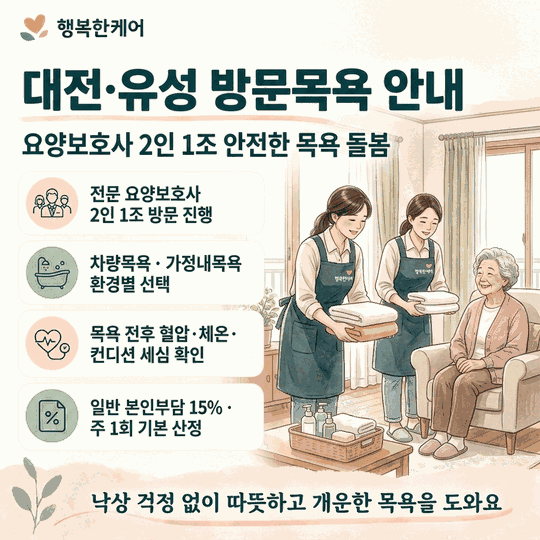 행복한케어
대전·유성 방문목욕 안내
요양보호사 2인 1조 안전한 목욕 돌봄
전문 요양보호사
2인 1조 방문 진행
차량목욕 · 가정내목욕
환경별 선택
목욕 전후 혈압·체온·
컨디션 세심 확인
일반 본인부담 15% ·
주 1회 기본 산정
행복한케어
낙상 걱정 없이 따뜻하고 개운한 목욕을 도와요